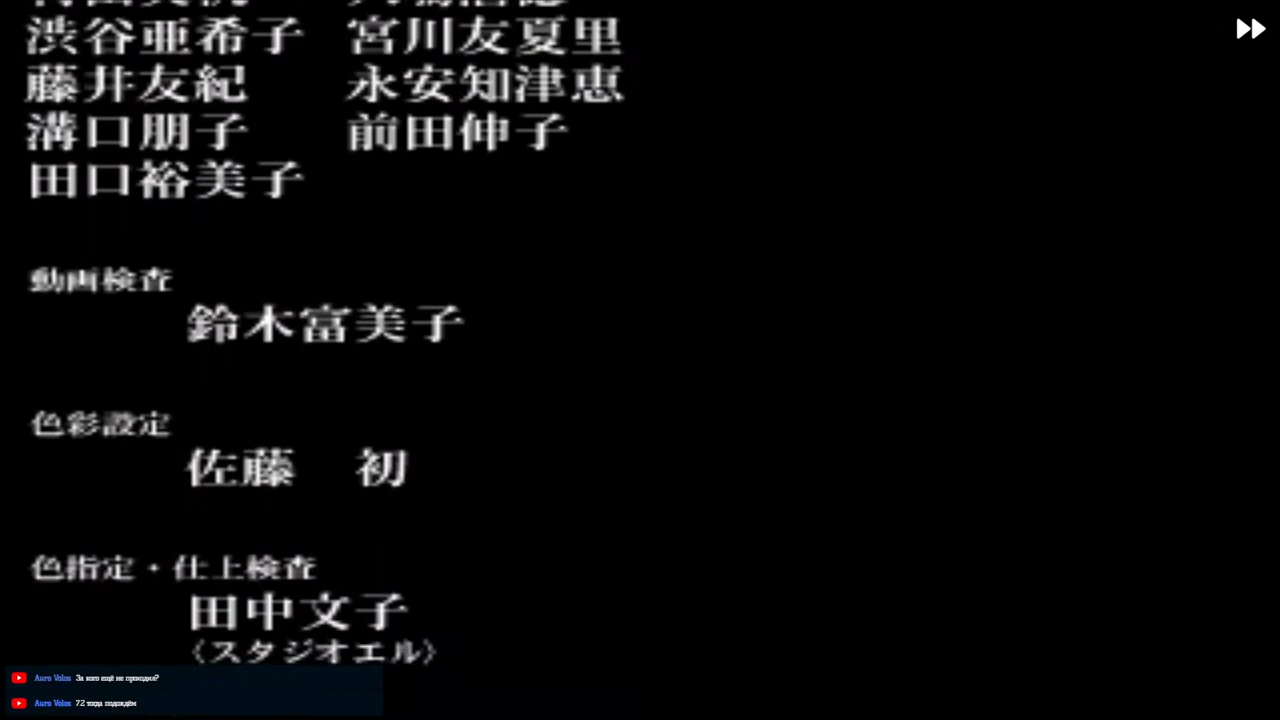 渋谷亜希子 宮川友夏里
藤井友紀 永安知津恵
溝口朋子 前田伸子
田口裕美子
動画検査
鈴木富美子
色彩設定
佐藤 初
色指定・仕上検査
田中文子
〈スタジオエル〉
Auro Volos За кого ещё не проходил?
Auro Volos 72 тогда подождём